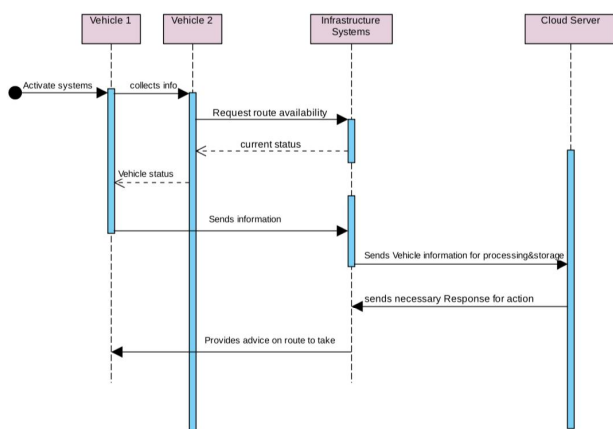 Vehicle 1
Vehicle 2
Infrastructure
Systems
Cloud Server
Activate systems
collects info
Request route availability
current status
Vehicle status
Sends information
Sends Vehicle information for processing&storage
sends necessary Response for action
Provides advice on route to take